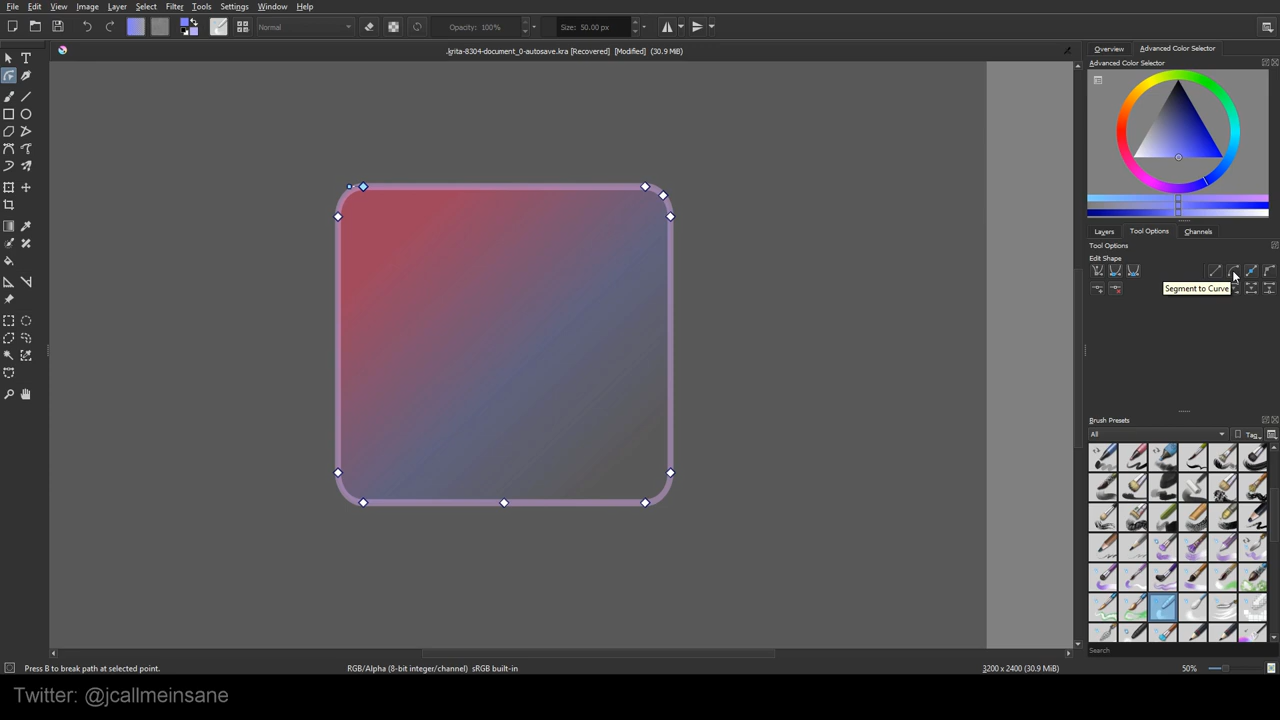 File Edit View Image Layer Select Filter Tools Settings Window Help
Normal Opacity: 100% Size: 50.00 px
.krita-8304-document_0-autosave.kra [Recovered] [Modified] (30.9 MiB)
Overview Advanced Color Selector
Advanced Color Selector
Layers Tool Options Channels
Tool Options
Edit Shape
Segment to Curve
Brush Presets
All Tag
Search
Press B to break path at selected point. RGB/Alpha (8-bit integer/channel) sRGB built-in 3200 x 2400 (30.9 MiB) 50%
Twitter: @jcallmeinsane